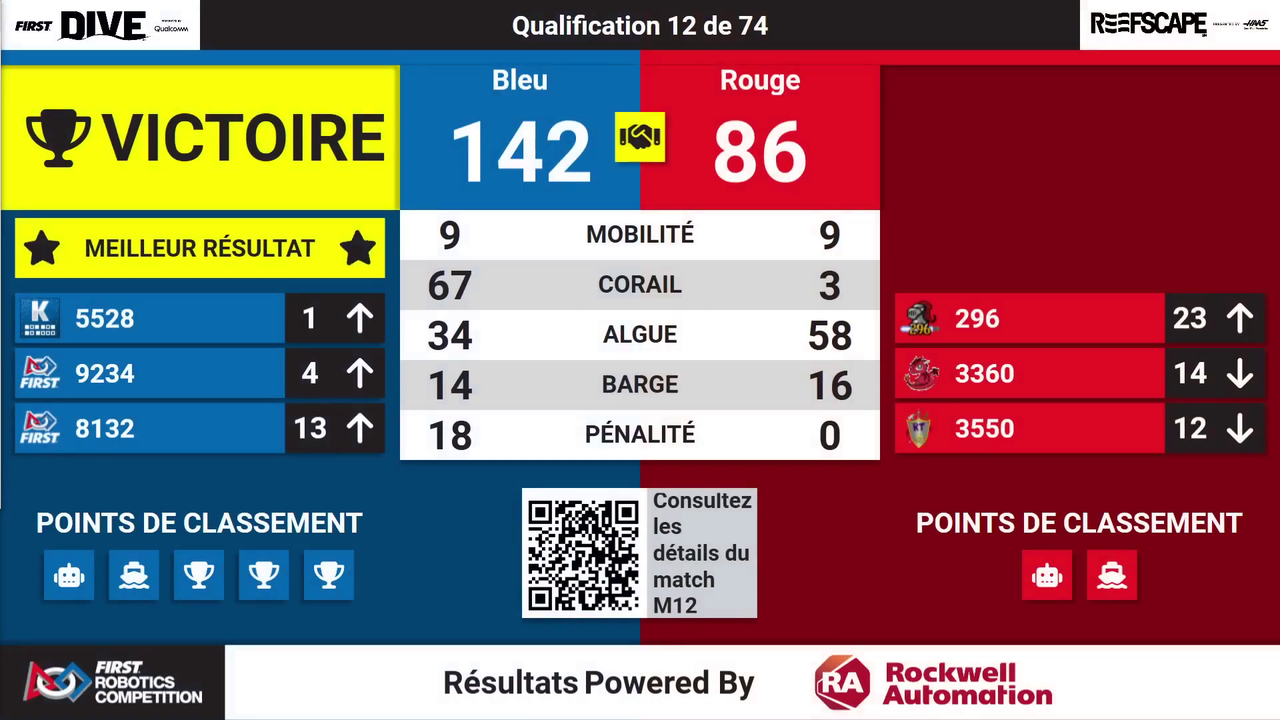 FIRST DIVE Qualcomm
Qualification 12 de 74
REEFSCAPE HAAS
VICTOIRE
Bleu
142
Rouge
86
MEILLEUR RÉSULTAT
9 MOBILITÉ 9
67 CORAIL 3
34 ALGUE 58
14 BARGE 16
18 PÉNALITÉ 0
K 5528 1
FIRST 9234 4
FIRST 8132 13
296 296 23
3360 14
KT 3550 12
POINTS DE CLASSEMENT
Consultez
les
détails du
match
M12
POINTS DE CLASSEMENT
FIRST
ROBOTICS
COMPETITION
Résultats Powered By
RA Rockwell
Automation